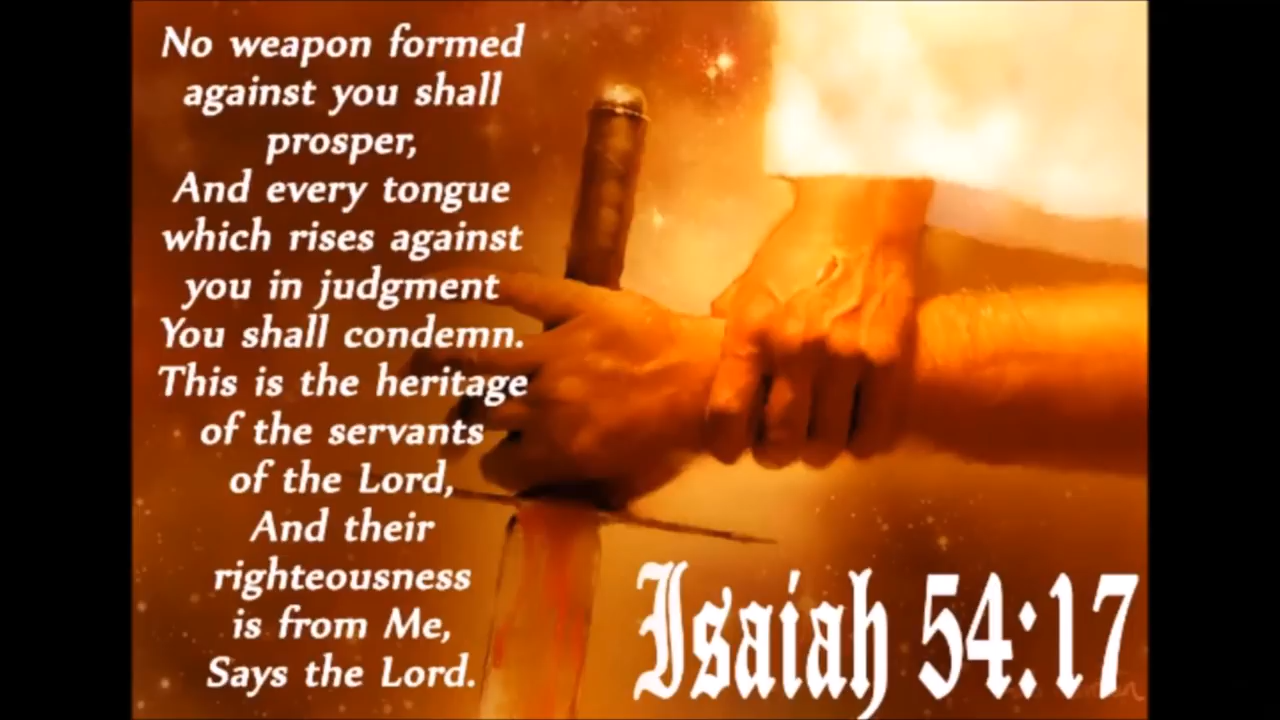 No weapon formed
against you shall
prosper,
And every tongue
which rises against
you in judgment
You shall condemn.
This is the heritage
of the servants
of the Lord,
And their
righteousness
is from Me,
Says the Lord.
Isaiah 54:17